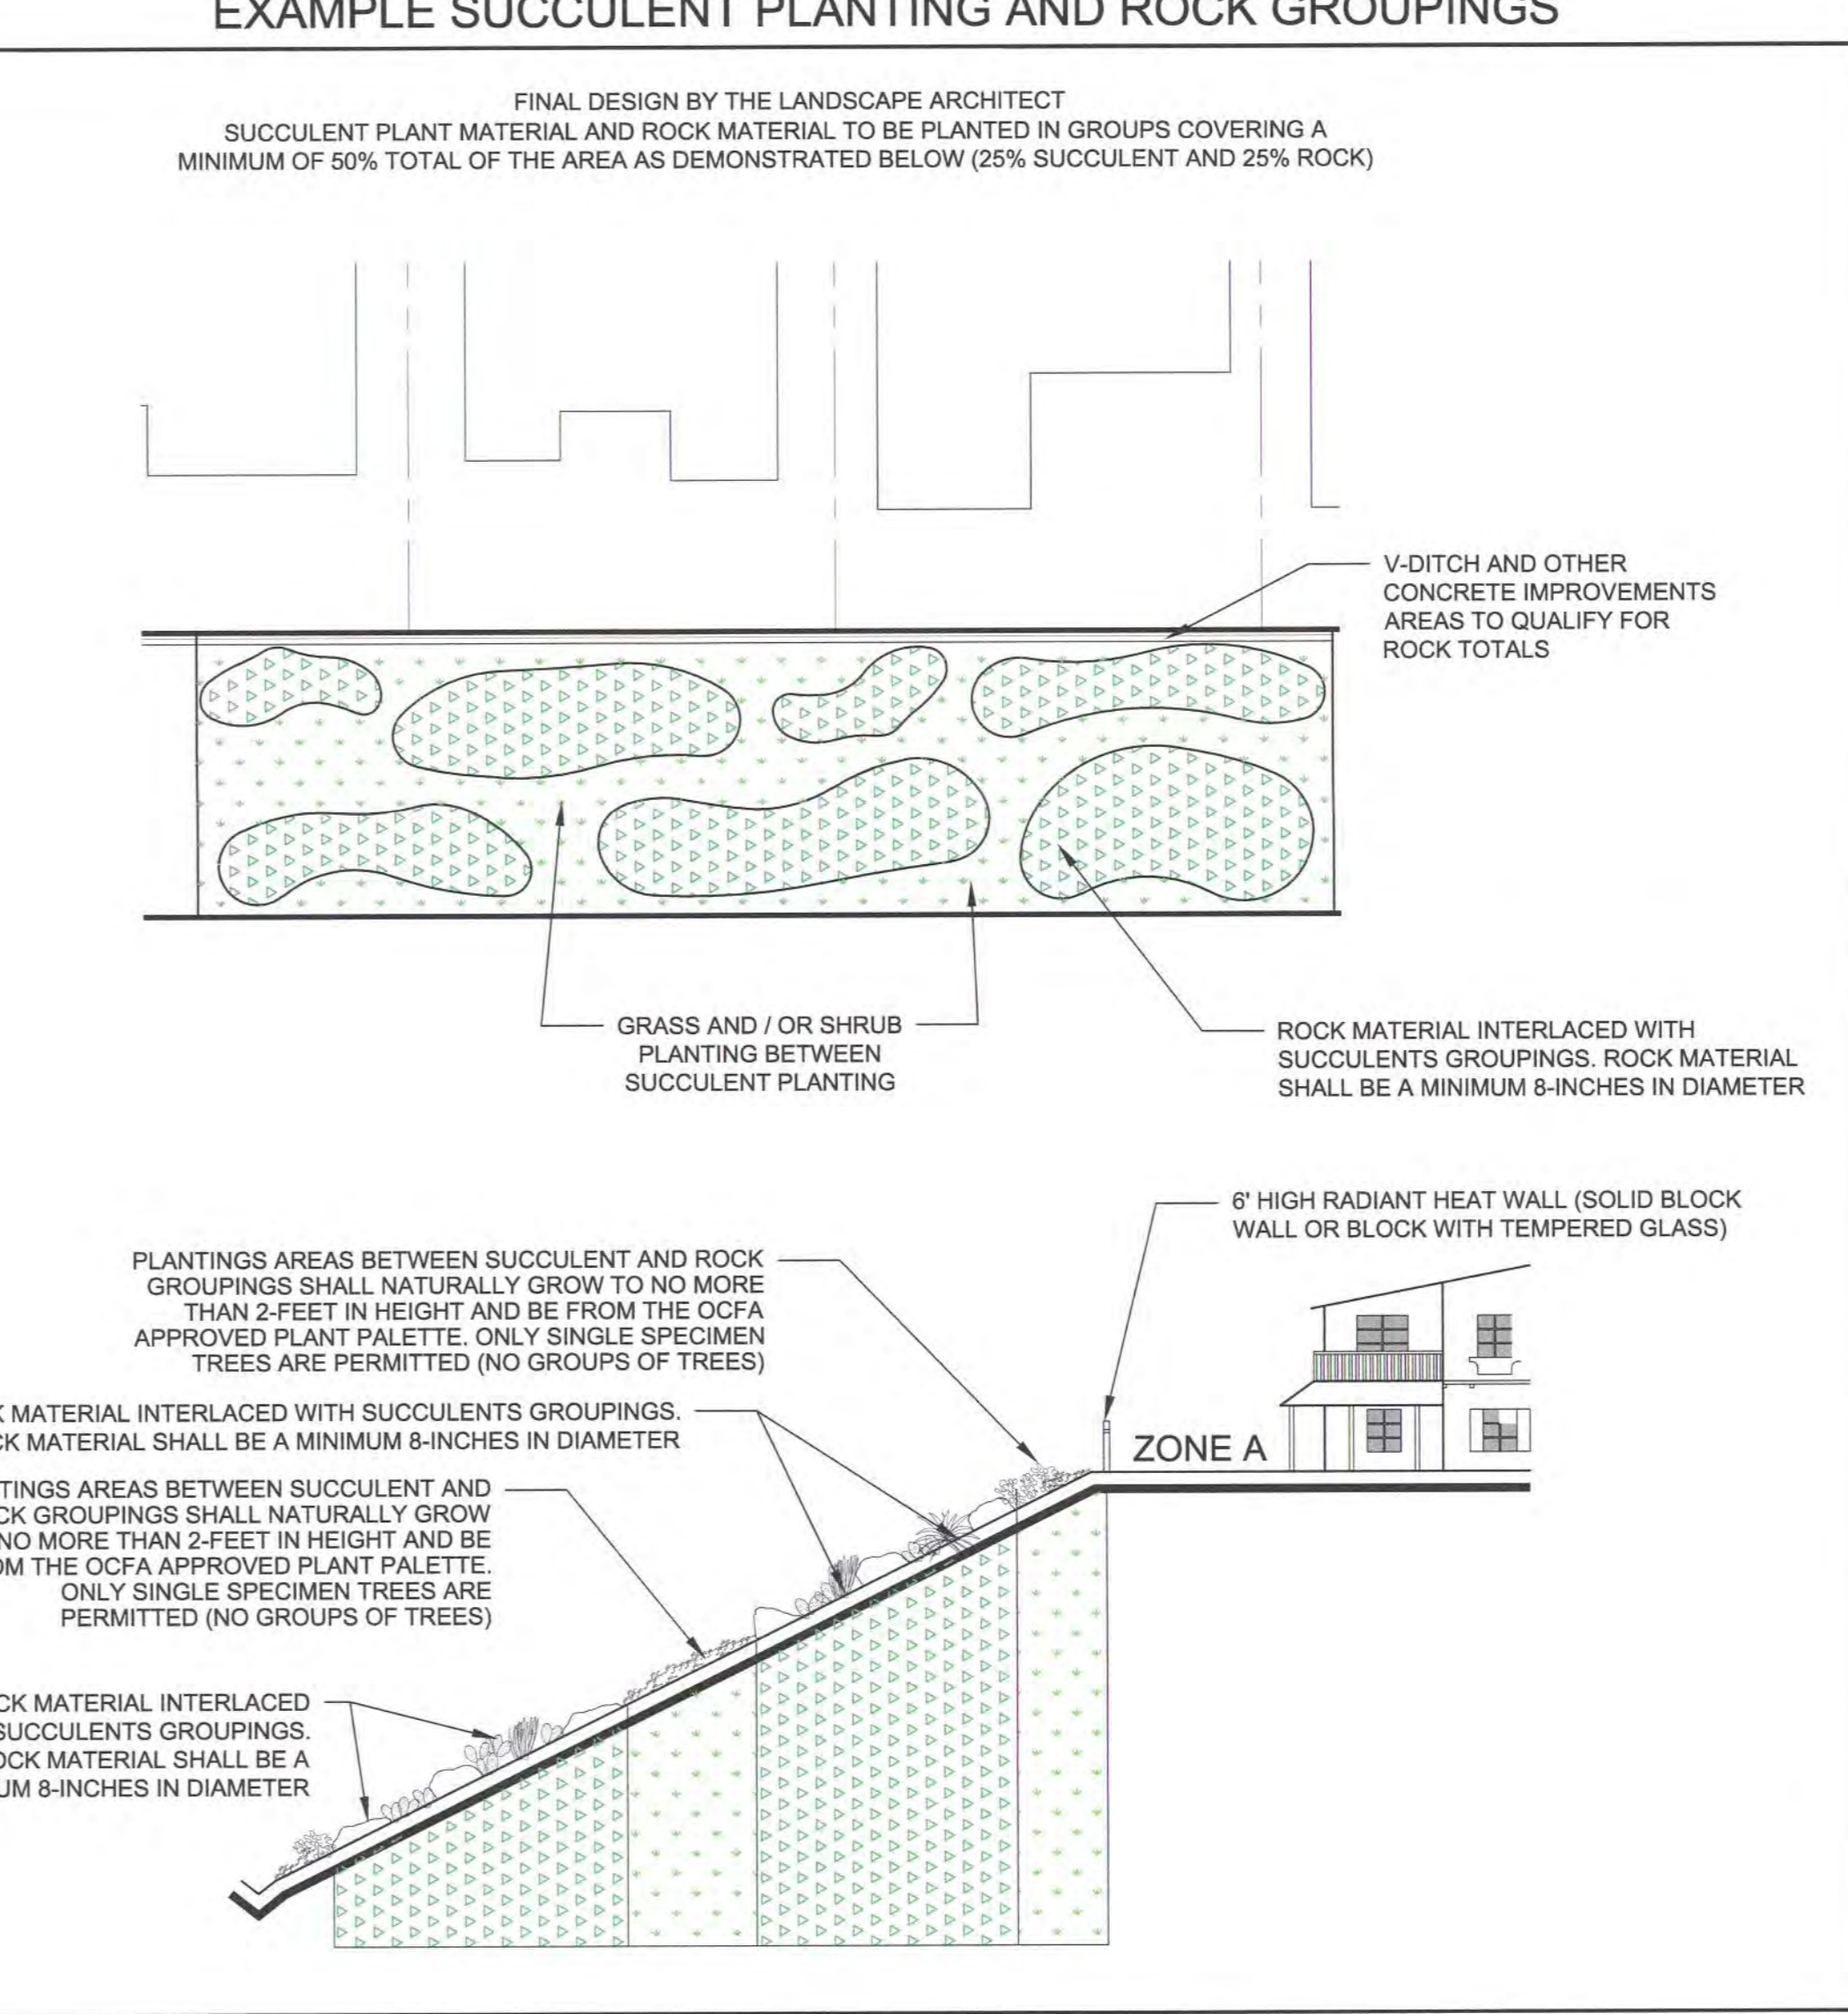 EXAMPLE SUCCULENT PLANTING AND ROCK GROUPINGS
FINAL DESIGN BY THE LANDSCAPE ARCHITECT
SUCCULENT PLANT MATERIAL AND ROCK MATERIAL TO BE PLANTED IN GROUPS COVERING A
MINIMUM OF 50% TOTAL OF THE AREA AS DEMONSTRATED BELOW (25% SUCCULENT AND 25% ROCK)
V-DITCH AND OTHER
CONCRETE IMPROVEMENTS
AREAS TO QUALIFY FOR
ROCK TOTALS
GRASS AND / OR SHRUB
PLANTING BETWEEN
SUCCULENT PLANTING
ROCK MATERIAL INTERLACED WITH
SUCCULENTS GROUPINGS. ROCK MATERIAL
SHALL BE A MINIMUM 8-INCHES IN DIAMETER
6' HIGH RADIANT HEAT WALL (SOLID BLOCK
WALL OR BLOCK WITH TEMPERED GLASS)
PLANTINGS AREAS BETWEEN SUCCULENT AND ROCK
GROUPINGS SHALL NATURALLY GROW TO NO MORE
THAN 2-FEET IN HEIGHT AND BE FROM THE OCFA
APPROVED PLANT PALETTE. ONLY SINGLE SPECIMEN
TREES ARE PERMITTED (NO GROUPS OF TREES)
MATERIAL INTERLACED WITH SUCCULENTS GROUPINGS.
CK MATERIAL SHALL BE A MINIMUM 8-INCHES IN DIAMETER
ZONE A
TINGS AREAS BETWEEN SUCCULENT AND
CK GROUPINGS SHALL NATURALLY GROW
NO MORE THAN 2-FEET IN HEIGHT AND BE
OM THE OCFA APPROVED PLANT PALETTE.
ONLY SINGLE SPECIMEN TREES ARE
PERMITTED (NO GROUPS OF TREES)
CK MATERIAL INTERLACED
SUCCULENTS GROUPINGS.
OCK MATERIAL SHALL BE A
UM 8-INCHES IN DIAMETER